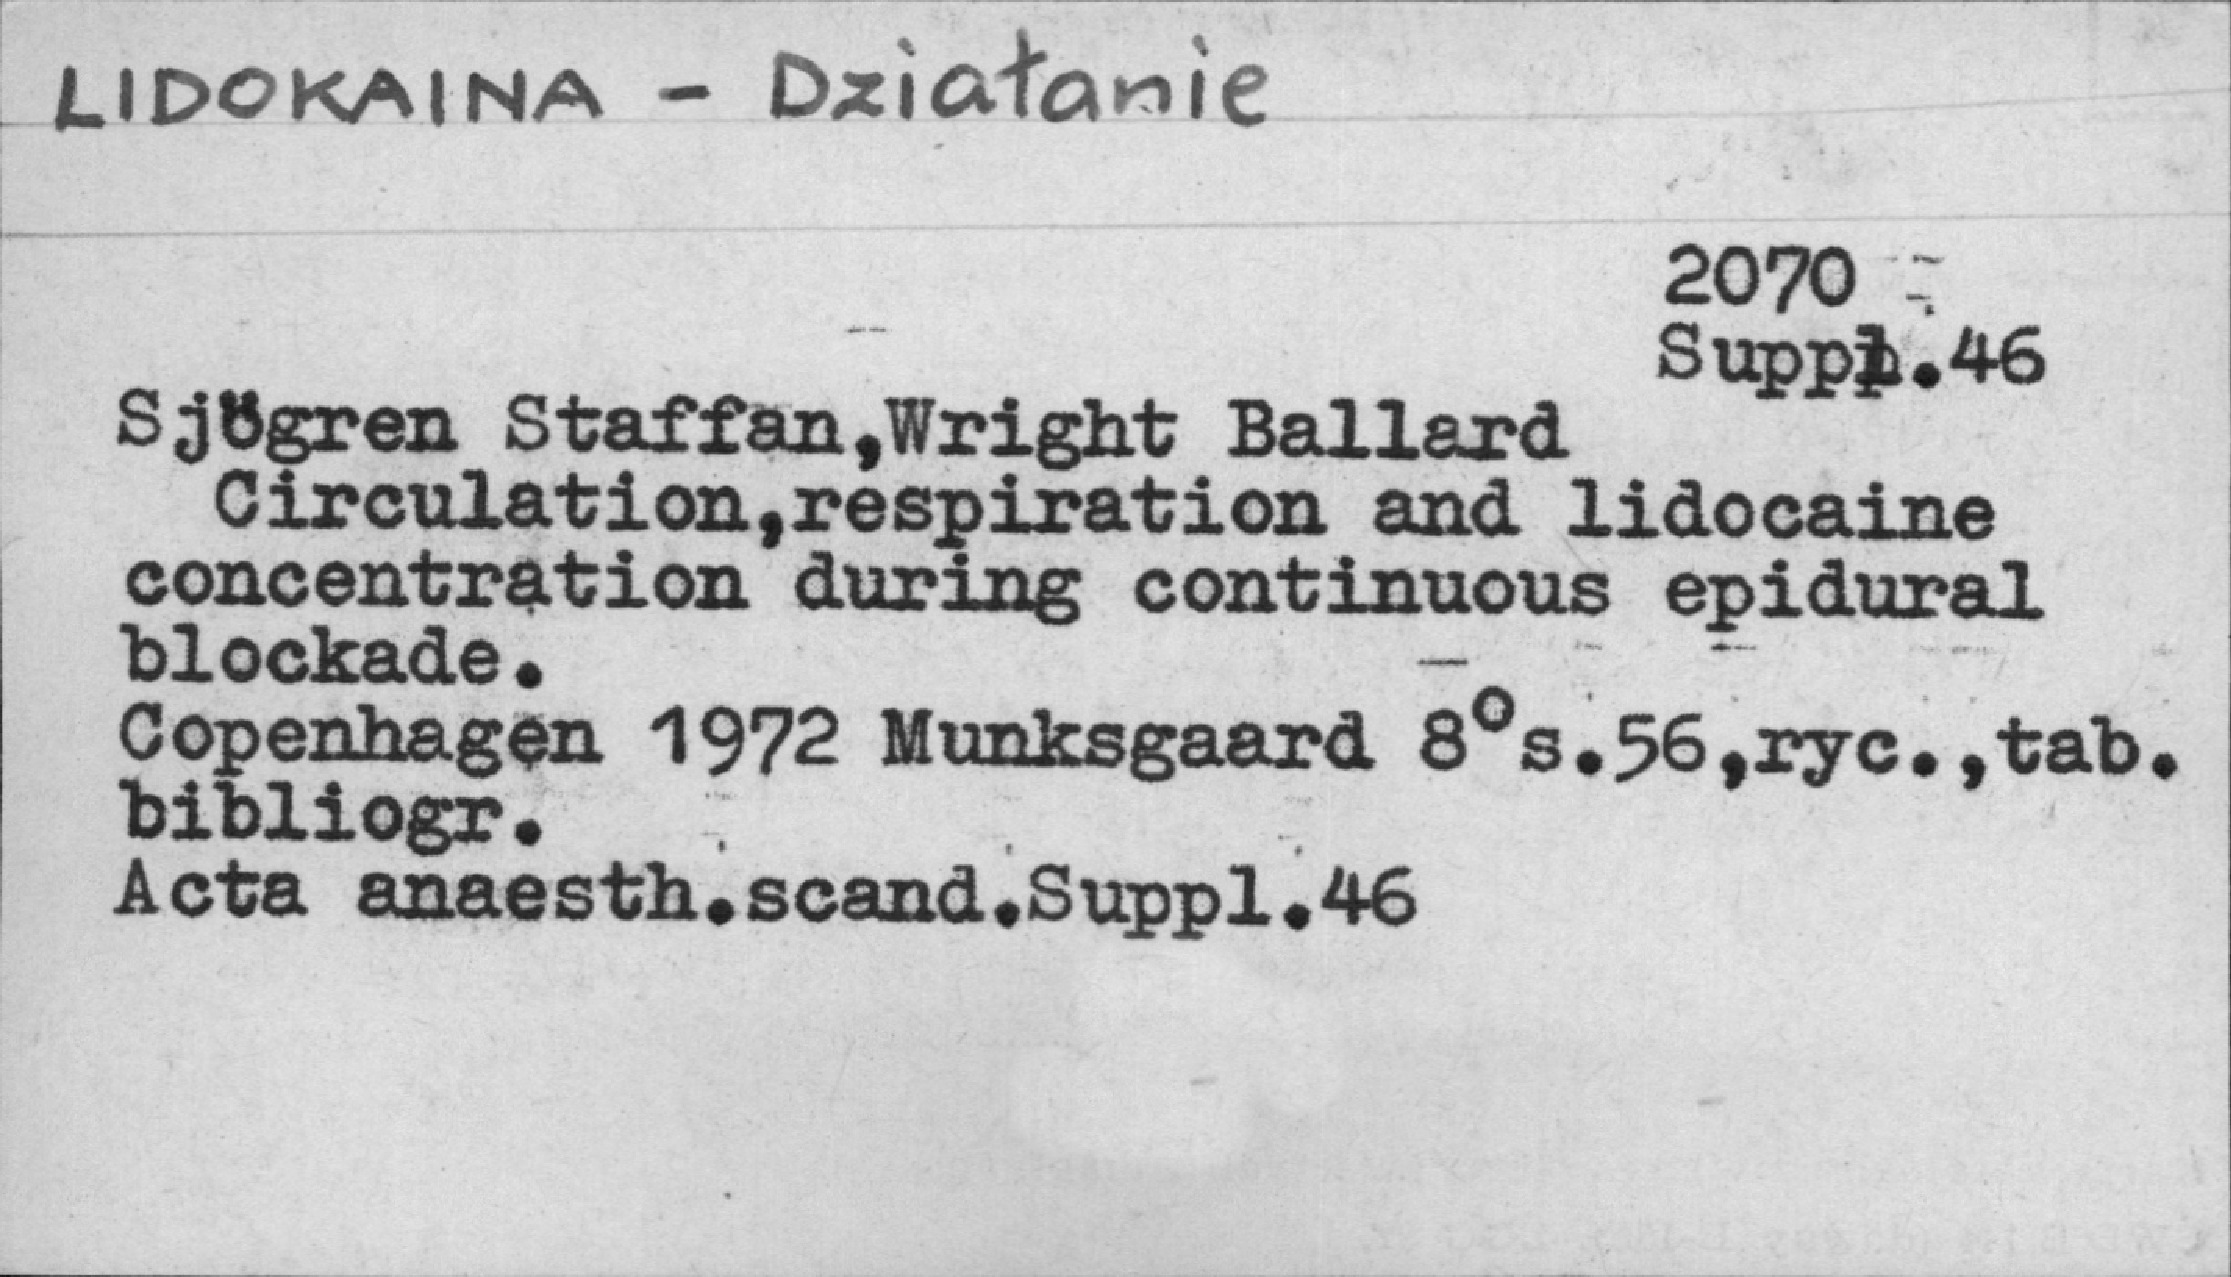 LIDOKAINA - Działanie
2070
Suppl.46
Sjögren Staffan,Wright Ballard
Circulation,respiration and lidocaine
concentration during continuous epidural
blockade.
Copenhagen 1972 Munksgaard 8°s.56,ryc.,tab.
bibliogr.
Acta anaesth.scand.Suppl.46